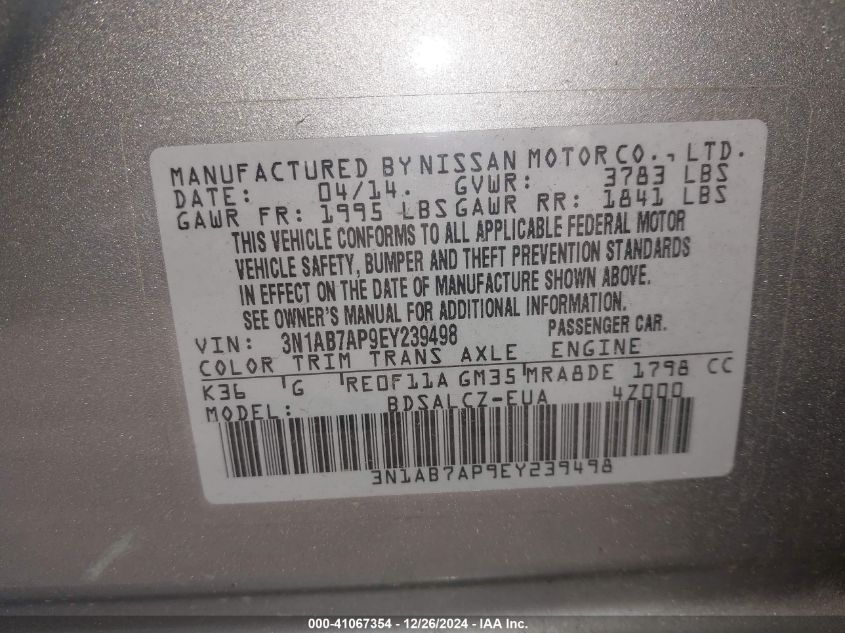 MANUFACTURED BY NISSAN MOTOR CO., LTD.
DATE: 04/14. GVWR: 3783 LBS
GAWR FR: 1995 LBS GAWR RR: 1841 LBS
THIS VEHICLE CONFORMS TO ALL APPLICABLE FEDERAL MOTOR
VEHICLE SAFETY, BUMPER AND THEFT PREVENTION STANDARDS
IN EFFECT ON THE DATE OF MANUFACTURE SHOWN ABOVE.
SEE OWNER'S MANUAL FOR ADDITIONAL INFORMATION.
VIN: 3N1AB7AP9EY239498 PASSENGER CAR.
COLOR TRIM TRANS AXLE ENGINE
K36 G RE0F11A GM35 MRA8DE 1798 CC
MODEL: BDSALCZ-EUA 4Z000
3N1AB7AP9EY239498
000-41067354 - 12/26/2024 - IAA Inc.